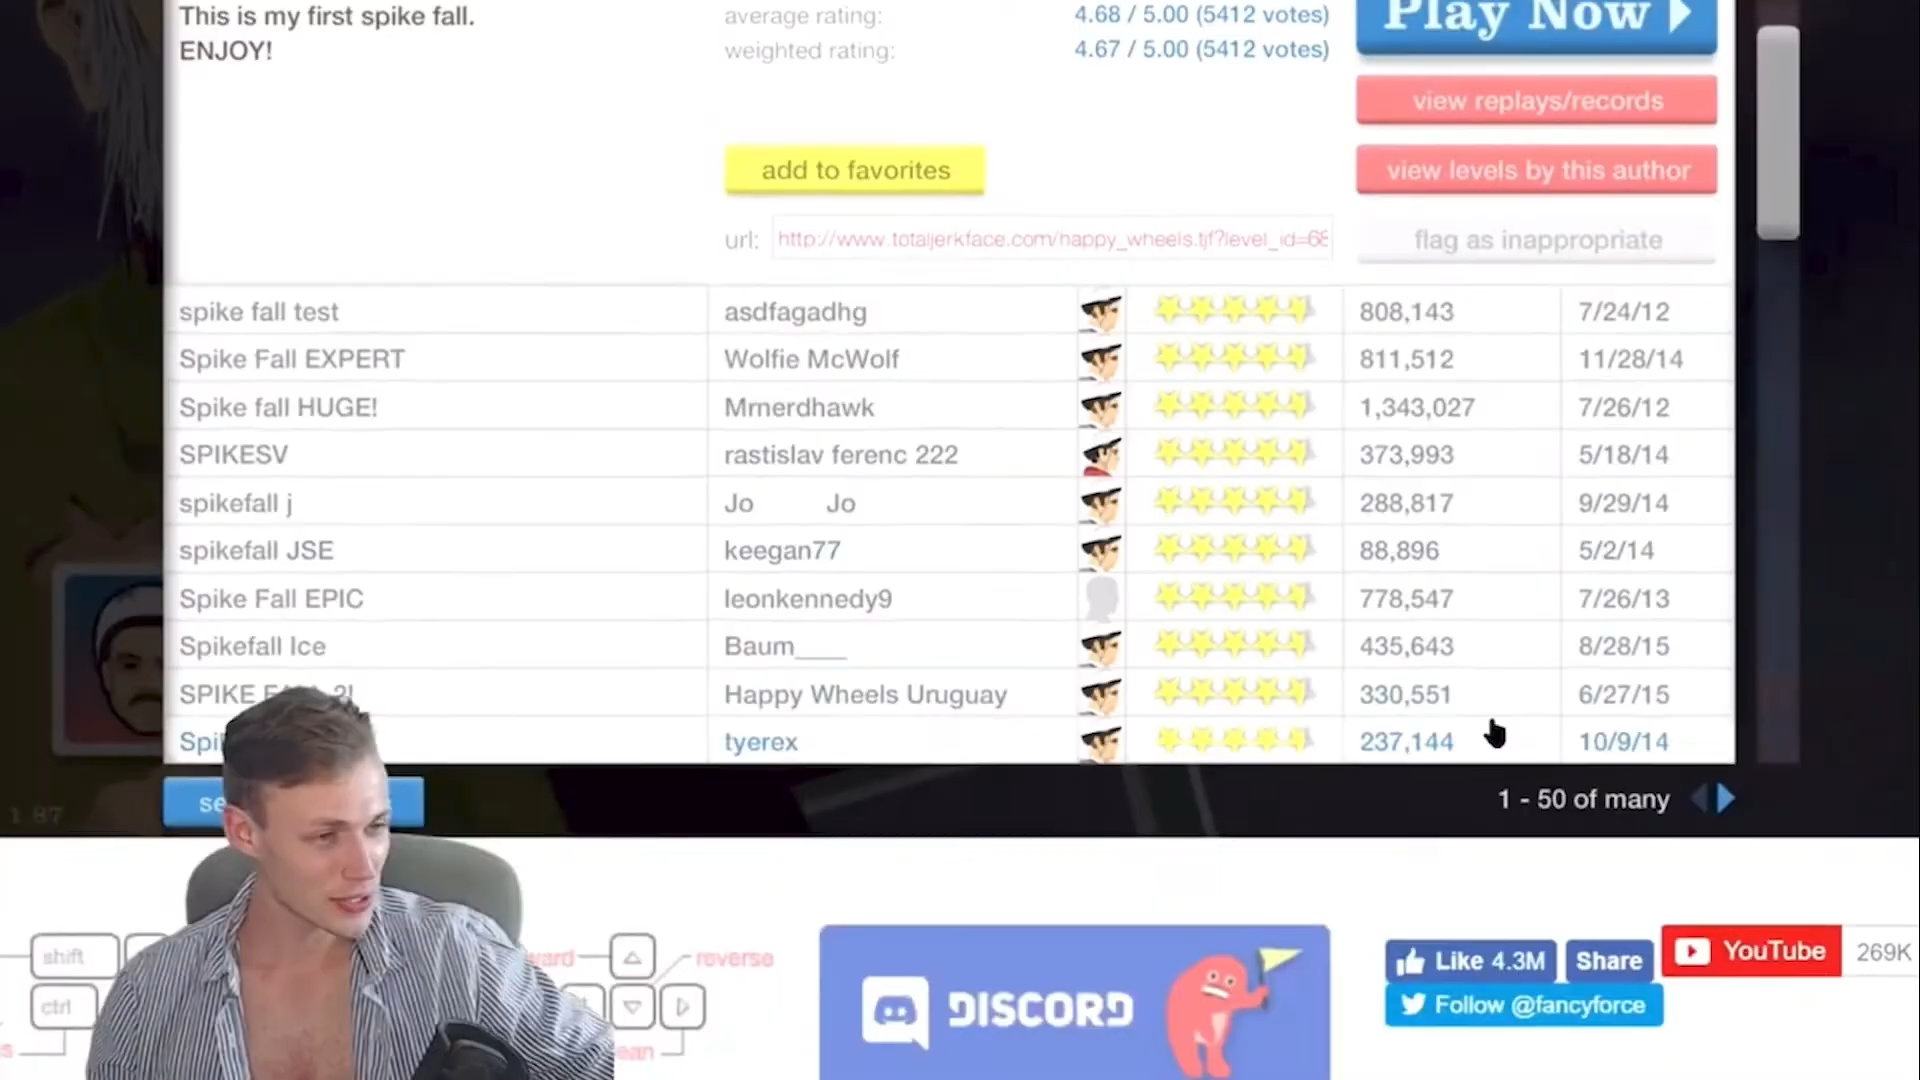 This is my first spike fall.
ENJOY!
average rating: 4.68 / 5.00 (5412 votes)
weighted rating: 4.67 / 5.00 (5412 votes)
Play Now
view replays/records
add to favorites
view levels by this author
url: http://www.totaljerkface.com/happy_wheels.tjf?level_id=68
flag as inappropriate
spike fall test asdfagadhg 808,143 7/24/12
Spike Fall EXPERT Wolfie McWolf 811,512 11/28/14
Spike fall HUGE! Mrnerdhawk 1,343,027 7/26/12
SPIKESV rastislav ferenc 222 373,993 5/18/14
spikefall j Jo Jo 288,817 9/29/14
spikefall JSE keegan77 88,896 5/2/14
Spike Fall EPIC leonkennedy9 778,547 7/26/13
Spikefall Ice Baum____ 435,643 8/28/15
SPIKE 2! Happy Wheels Uruguay 330,551 6/27/15
tyerex 237,144 10/9/14
1.87
1 - 50 of many
shift
reverse
ctrl
DISCORD
Like 4.3M
Share
YouTube 269K
Follow @fancyforce